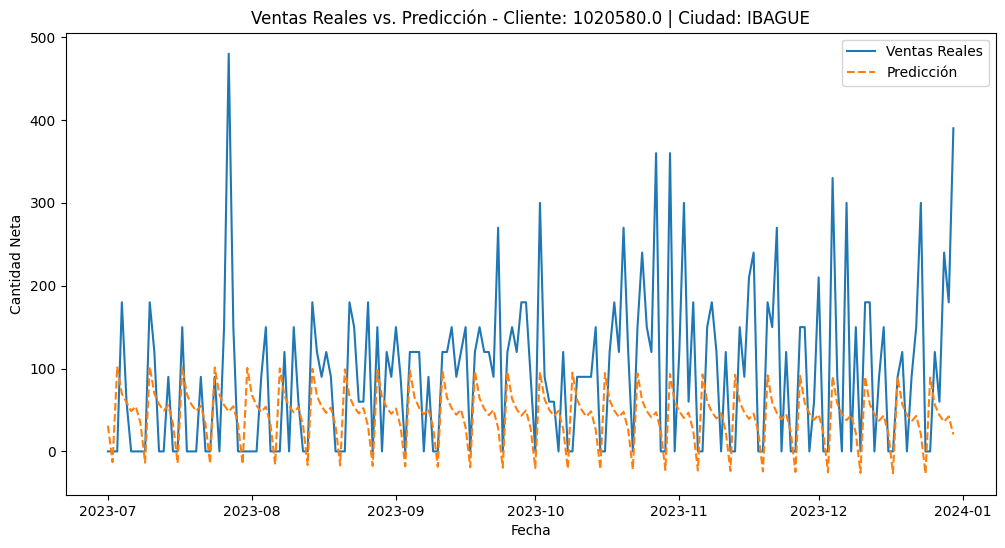 Ventas Reales vs. Predicción - Cliente: 1020580.0 | Ciudad: IBAGUE
Ventas Reales
Predicción
Cantidad Neta
500
400
300
200
100
0
2023-07
2023-08
2023-09
2023-10
2023-11
2023-12
2024-01
Fecha